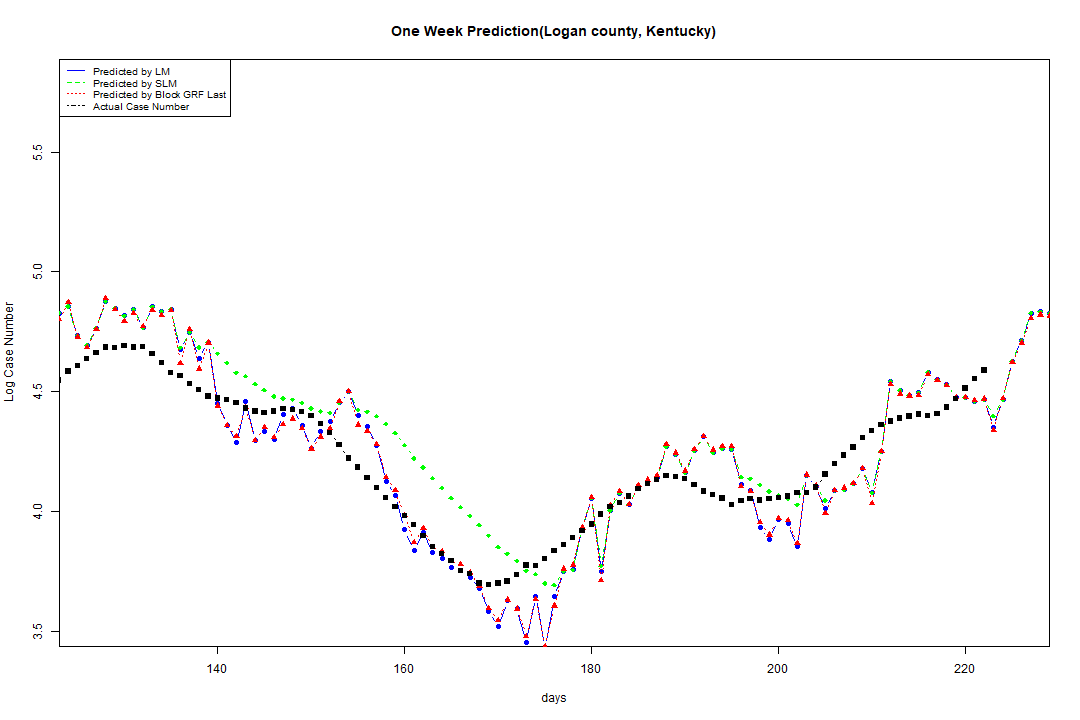 One Week Prediction(Logan county, Kentucky)
Predicted by LM
Predicted by SLM
Predicted by Block GRF Last
Actual Case Number
5.5
5.0
4.5
4.0
3.5
Log Case Number
140 160 180 200 220
days